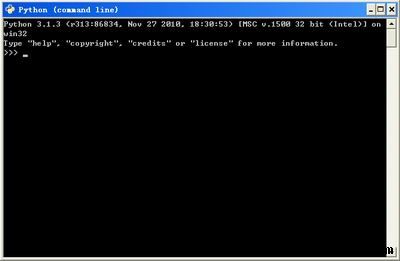 Python (command line)
Python 3.1.3 (r313:86834, Nov 27 2010, 18:30:53) [MSC v.1500 32 bit (Intel)] on
win32
Type "help", "copyright", "credits" or "license" for more information.
>>> _
m